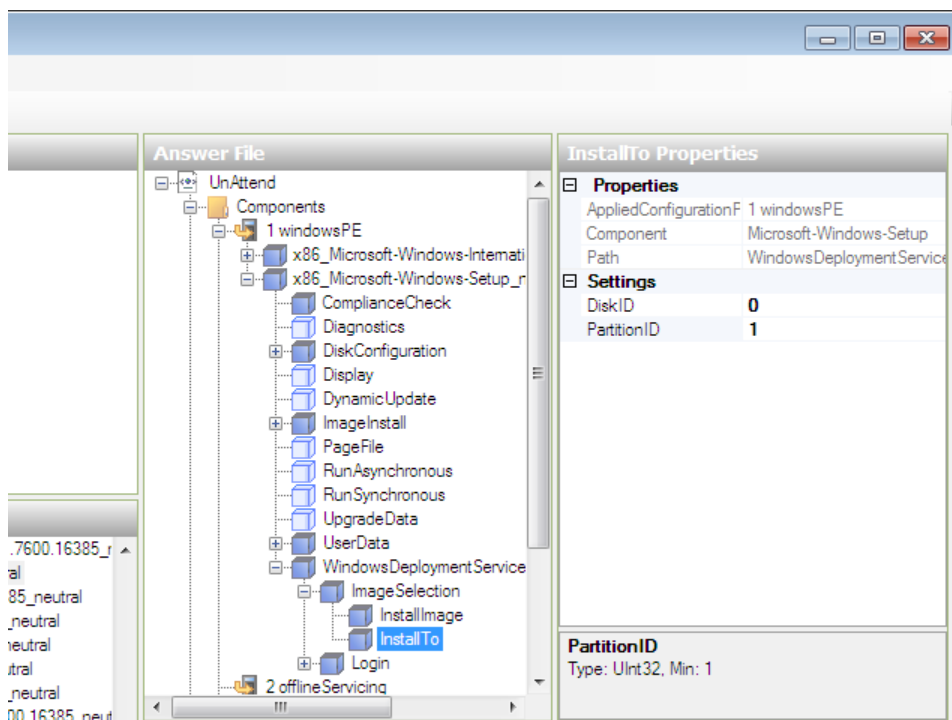 Answer File
UnAttend
Components
1 windowsPE
x86_Microsoft-Windows-Internati
x86_Microsoft-Windows-Setup_n
ComplianceCheck
Diagnostics
DiskConfiguration
Display
DynamicUpdate
ImageInstall
PageFile
RunAsynchronous
RunSynchronous
UpgradeData
UserData
WindowsDeploymentService
ImageSelection
InstallImage
InstallTo
Login
2 offlineServicing
InstallTo Properties
Properties
AppliedConfigurationP 1 windowsPE
Component Microsoft-Windows-Setup
Path WindowsDeploymentService
Settings
DiskID 0
PartitionID 1
PartitionID
Type: UInt32, Min: 1
.7600.16385_r
ral
85_neutral
_neutral
neutral
utral
_neutral
00.16385_neut